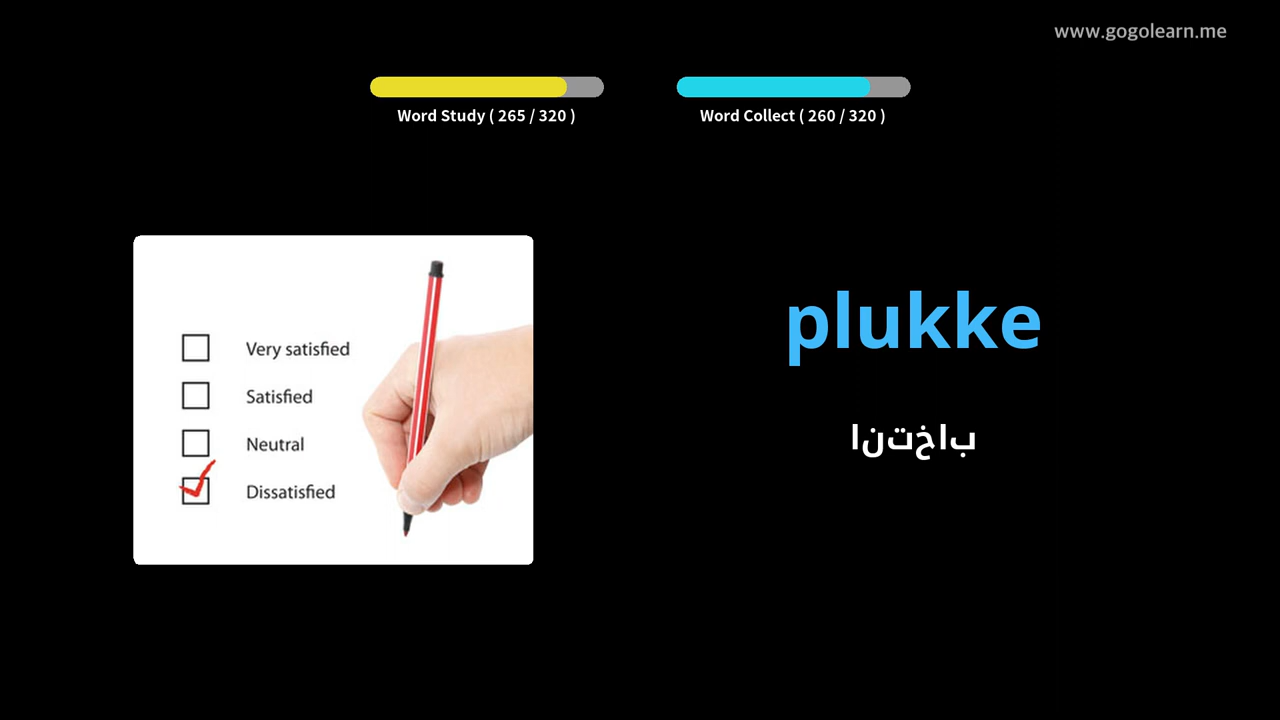 www.gogolearn.me
Word Study ( 265 / 320 )
Word Collect ( 260 / 320 )
Very satisfied
Satisfied
Neutral
Dissatisfied
plukke
انتخاب